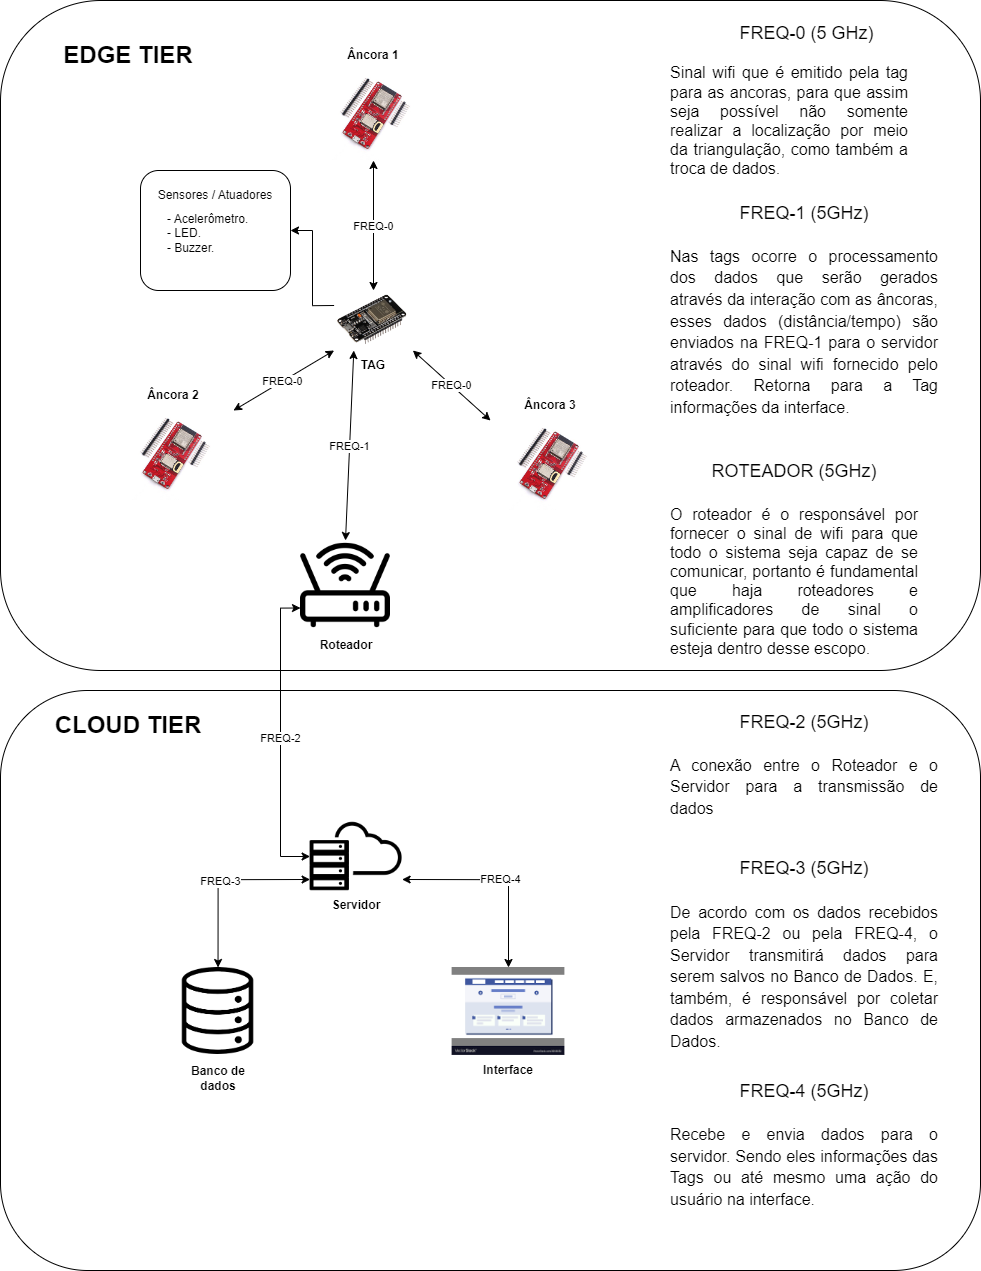 EDGE TIER
Âncora 1
Sensores / Atuadores
- Acelerômetro.
- LED.
- Buzzer.
FREQ-0
TAG
FREQ-0
FREQ-0
Âncora 2
Âncora 3
FREQ-1
Roteador
FREQ-0 (5 GHz)
Sinal wifi que é emitido pela tag
para as ancoras, para que assim
seja possível não somente
realizar a localização por meio
da triangulação, como também a
troca de dados.
FREQ-1 (5GHz)
Nas tags ocorre o processamento
dos dados que serão gerados
através da interação com as âncoras,
esses dados (distância/tempo) são
enviados na FREQ-1 para o servidor
através do sinal wifi fornecido pelo
roteador. Retorna para a Tag
informações da interface.
ROTEADOR (5GHz)
O roteador é o responsável por
fornecer o sinal de wifi para que
todo o sistema seja capaz de se
comunicar, portanto é fundamental
que haja roteadores e
amplificadores de sinal o
suficiente para que todo o sistema
esteja dentro desse escopo.
CLOUD TIER
FREQ-2
Servidor
FREQ-3
FREQ-4
Banco de
dados
Interface
FREQ-2 (5GHz)
A conexão entre o Roteador e o
Servidor para a transmissão de
dados
FREQ-3 (5GHz)
De acordo com os dados recebidos
pela FREQ-2 ou pela FREQ-4, o
Servidor transmitirá dados para
serem salvos no Banco de Dados. E,
também, é responsável por coletar
dados armazenados no Banco de
Dados.
FREQ-4 (5GHz)
Recebe e envia dados para o
servidor. Sendo eles informações das
Tags ou até mesmo uma ação do
usuário na interface.